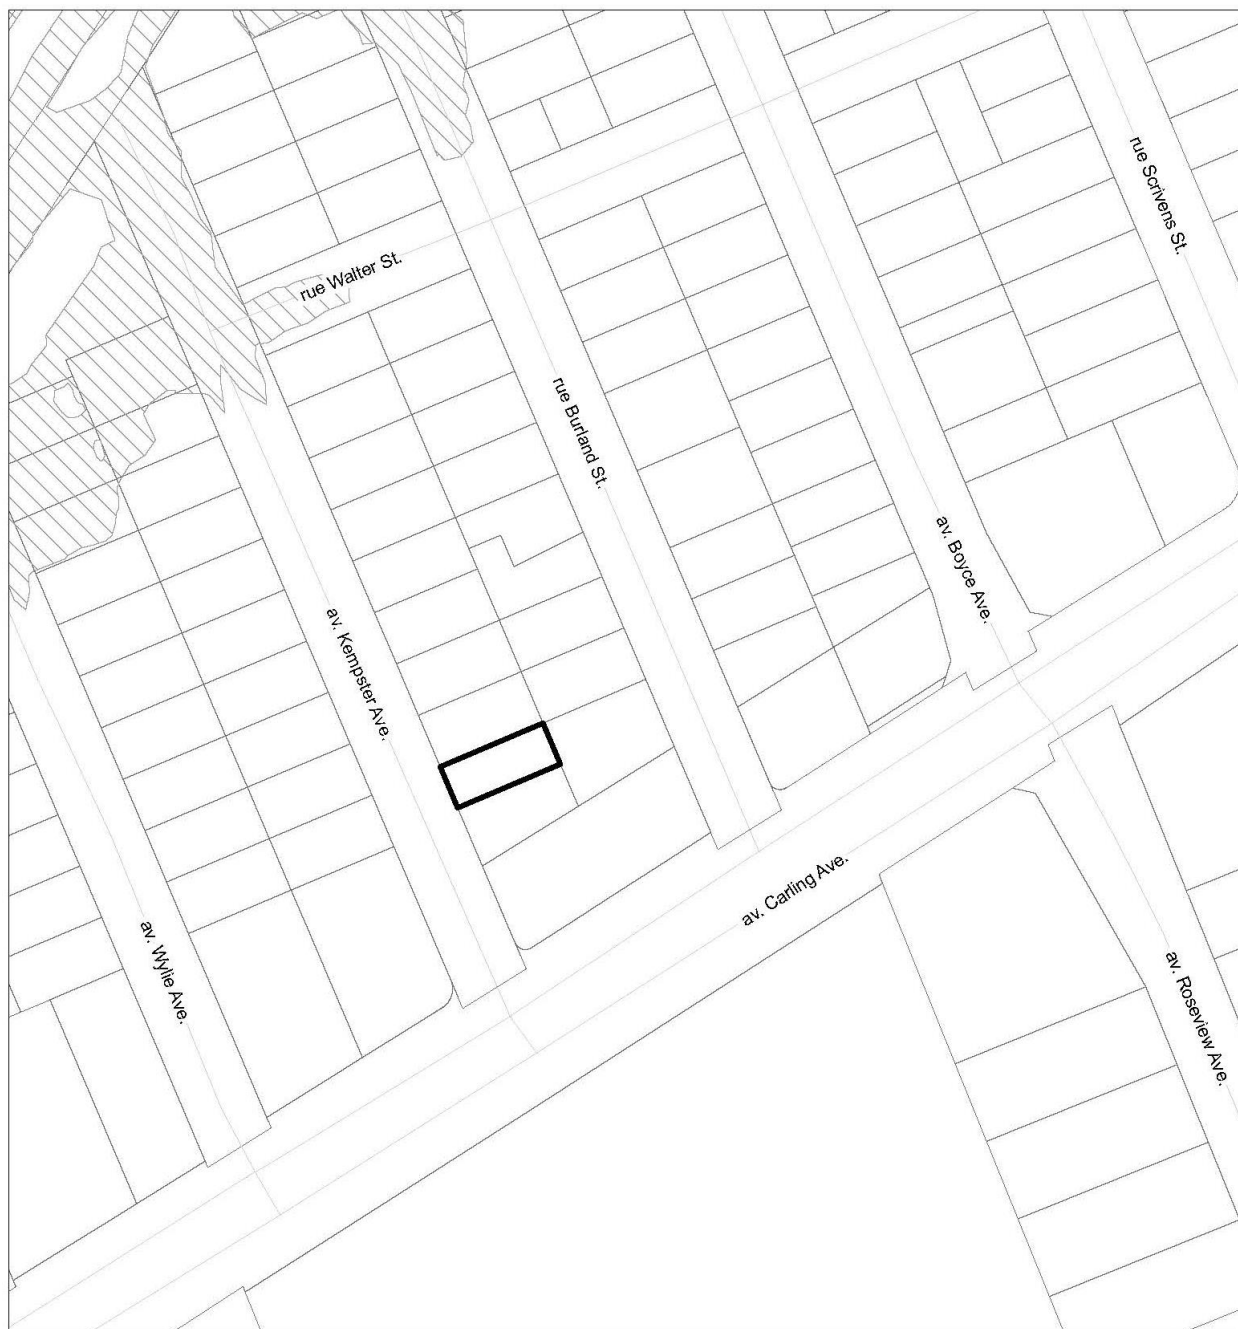 rue Scrivens St.
rue Walter St.
rue Burland St.
av. Boyce Ave.
av. Kempster Ave.
av. Carling Ave.
av. Wylie Ave.
av. Roseview Ave.